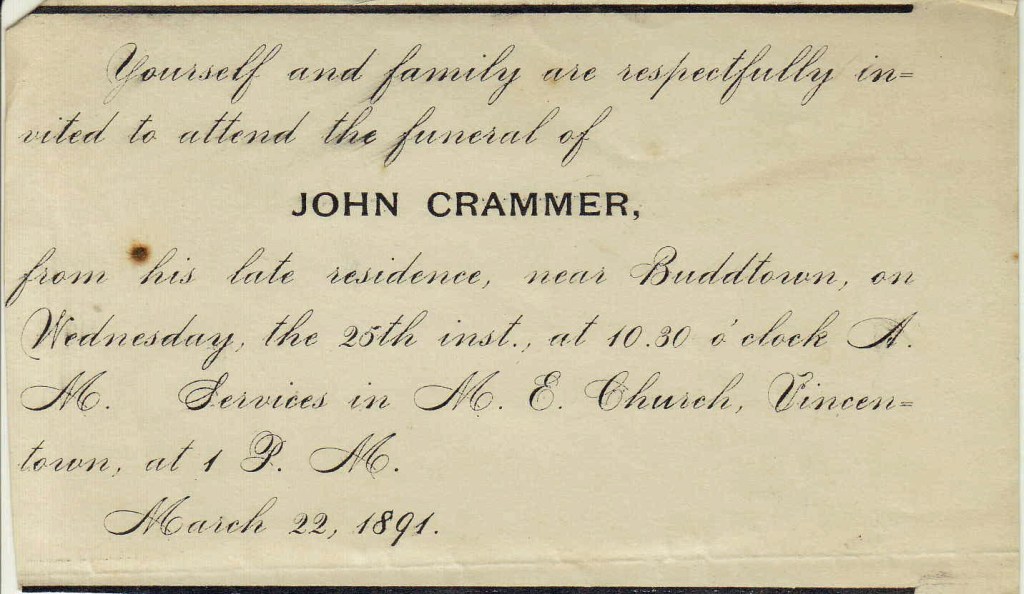 Yourself and family are respectfully in=
vited to attend the funeral of
JOHN CRAMMER,
from his late residence, near Buddtown, on
Wednesday, the 25th inst., at 10.30 o'clock A.
M. Services in M. E. Church, Vincen=
town, at 1 P. M.
March 22, 1891.